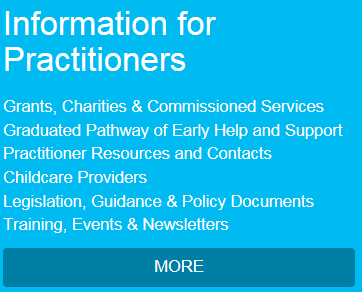 Information for
Practitioners
Grants, Charities & Commissioned Services
Graduated Pathway of Early Help and Support
Practitioner Resources and Contacts
Childcare Providers
Legislation, Guidance & Policy Documents
Training, Events & Newsletters
MORE